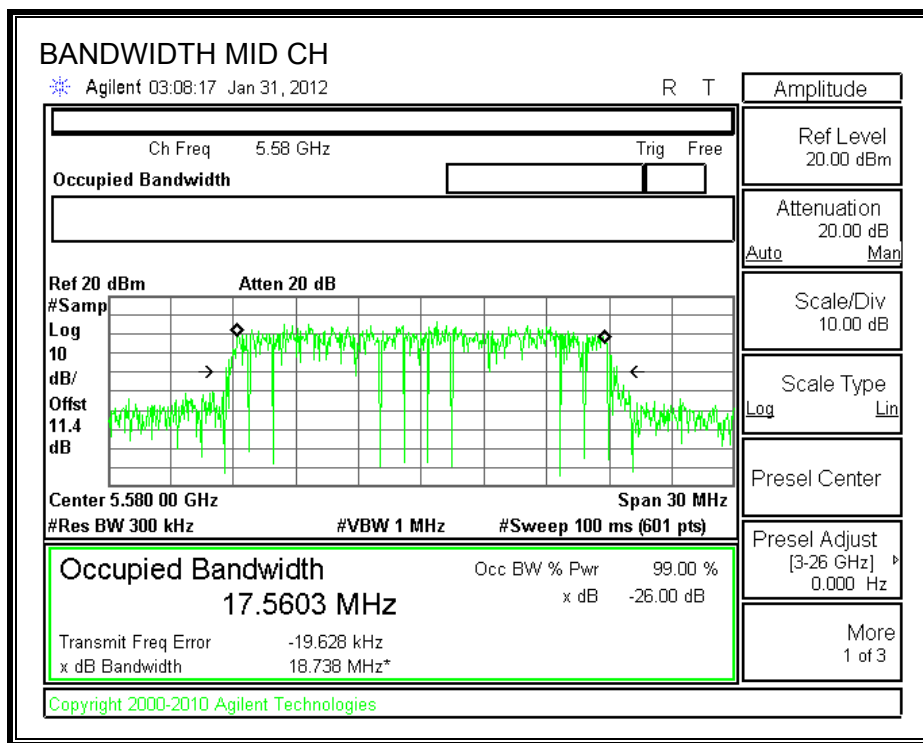 BANDWIDTH MID CH
Agilent 03:08:17 Jan 31, 2012
R T
Ch Freq 5.58 GHz
Trig Free
Occupied Bandwidth
Ref 20 dBm
Atten 20 dB
#Samp
Log
10
dB/
Offst
11.4
dB
Center 5.580 00 GHz
Span 30 MHz
#Res BW 300 kHz
#VBW 1 MHz
#Sweep 100 ms (601 pts)
Occupied Bandwidth
17.5603 MHz
Occ BW % Pwr 99.00 %
x dB -26.00 dB
Transmit Freq Error -19.628 kHz
x dB Bandwidth 18.738 MHz*
Copyright 2000-2010 Agilent Technologies
Amplitude
Ref Level
20.00 dBm
Attenuation
20.00 dB
Auto Man
Scale/Div
10.00 dB
Scale Type
Log Lin
Presel Center
Presel Adjust
[3-26 GHz]
0.000 Hz
More
1 of 3